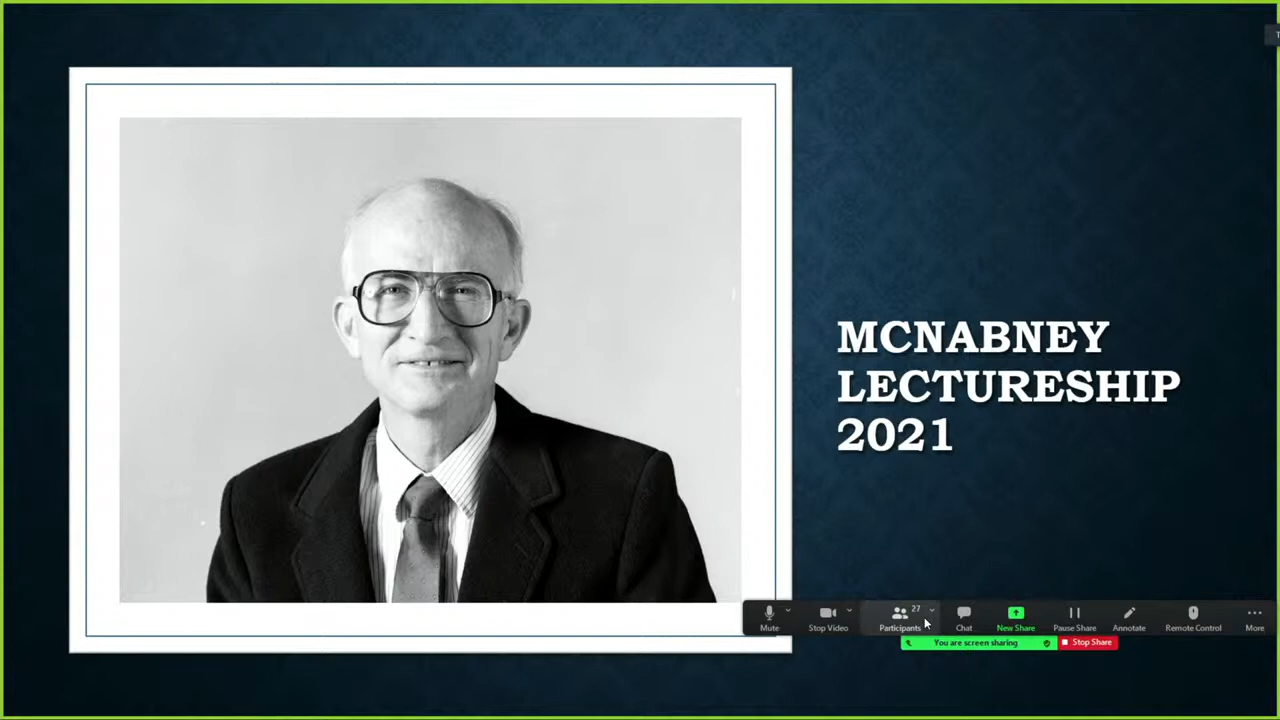 MCNABNEY
LECTURESHIP
2021
27
Mute
Stop Video
Participants
Chat
New Share
Pause Share
Annotate
Remote Control
More
You are screen sharing
Stop Share